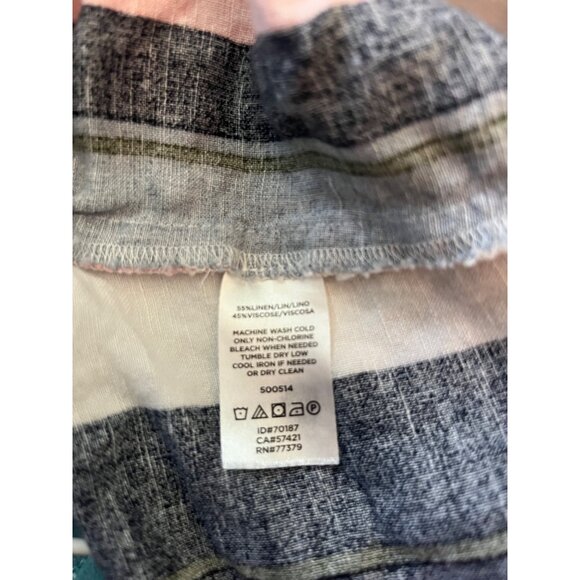 55%LINEN/LIN/LINO
45%VISCOSE/VISCOSA
MACHINE WASH COLD
ONLY NON-CHLORINE
BLEACH WHEN NEEDED
TUMBLE DRY LOW
COOL IRON IF NEEDED
OR DRY CLEAN
500514
P
ID#70187
CA#57421
RN#77379